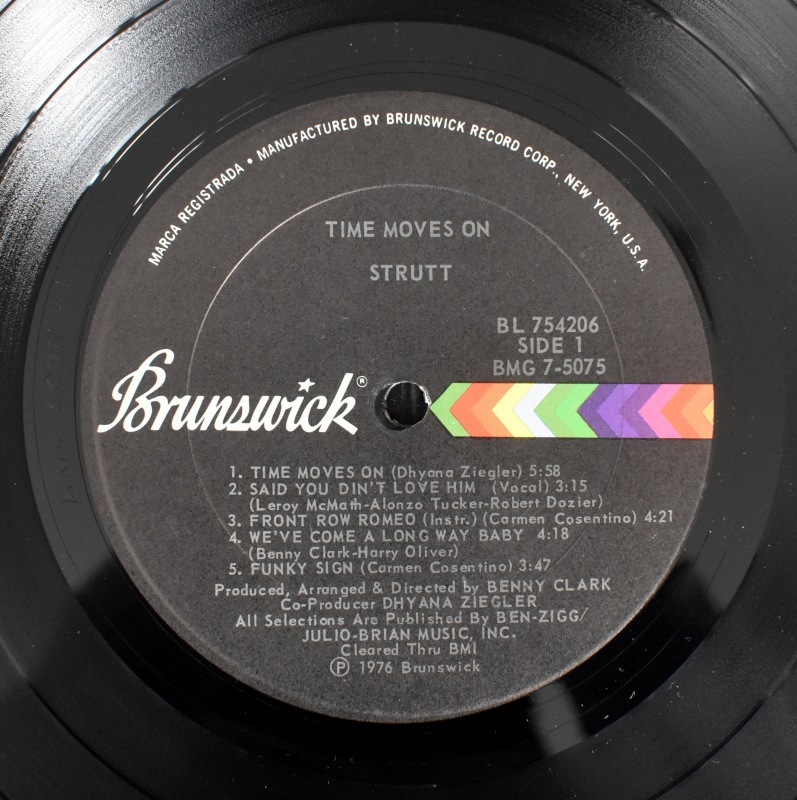 MARCA REGISTRADA • MANUFACTURED BY BRUNSWICK RECORD CORP., NEW YORK, U.S.A.
TIME MOVES ON
STRUTT
BL 754206
SIDE 1
BMG 7-5075
Brunswick®
1. TIME MOVES ON (Dhyana Ziegler) 5:58
2. SAID YOU DIN'T LOVE HIM (Vocal) 3:15
(Leroy McMath-Alonzo Tucker-Robert Dozier)
3. FRONT ROW ROMEO (Instr.) (Carmen Cosentino) 4:21
4. WE'VE COME A LONG WAY BABY 4:18
(Benny Clark-Harry Oliver)
5. FUNKY SIGN (Carmen Cosentino) 3:47
Produced, Arranged & Directed by BENNY CLARK
Co-Producer DHYANA ZIEGLER
All Selections Are Published By BEN-ZIGG/
JULIO-BRIAN MUSIC, INC.
Cleared Thru BMI
Ⓟ 1976 Brunswick